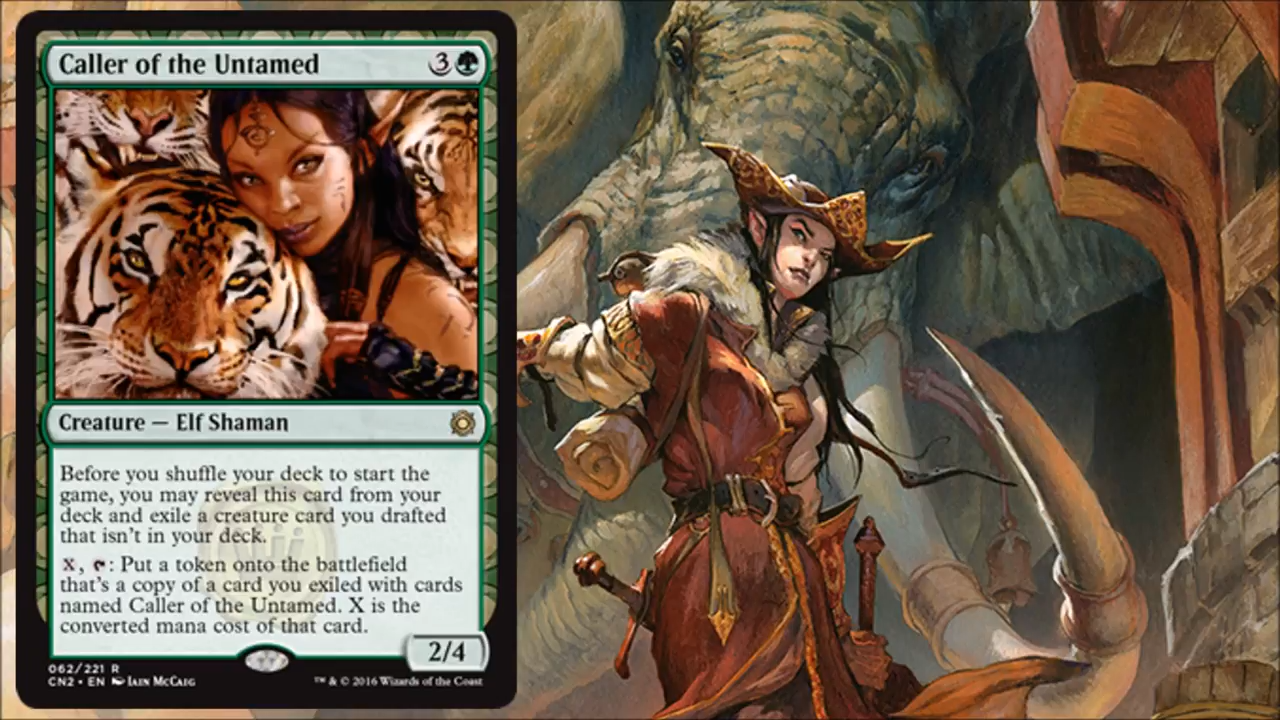 Caller of the Untamed 3
Creature — Elf Shaman
Before you shuffle your deck to start the
game, you may reveal this card from your
deck and exile a creature card you drafted
that isn't in your deck.
X, T: Put a token onto the battlefield
that's a copy of a card you exiled with cards
named Caller of the Untamed. X is the
converted mana cost of that card.
2/4
062/221 R
CN2 • EN IAIN MCCAIG
™ & © 2016 Wizards of the Coast